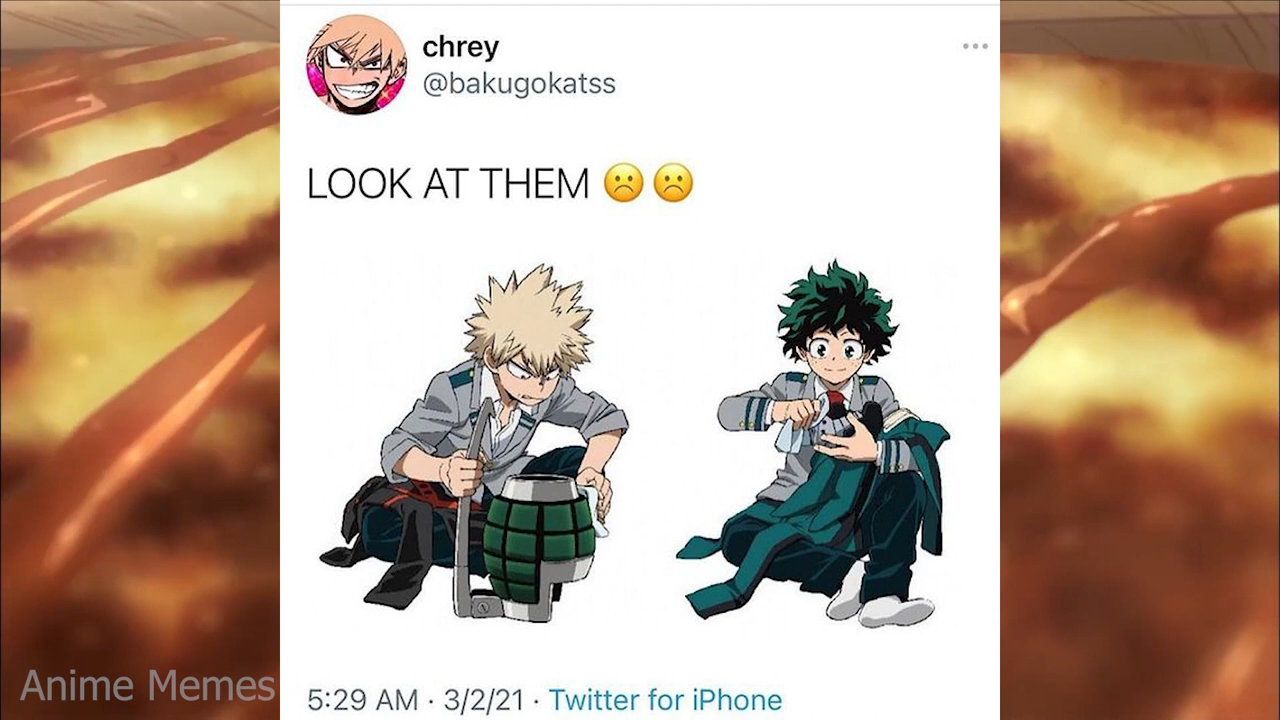 chrey
@bakugokatss
LOOK AT THEM ☹️☹️
5:29 AM · 3/2/21 · Twitter for iPhone
Anime Memes